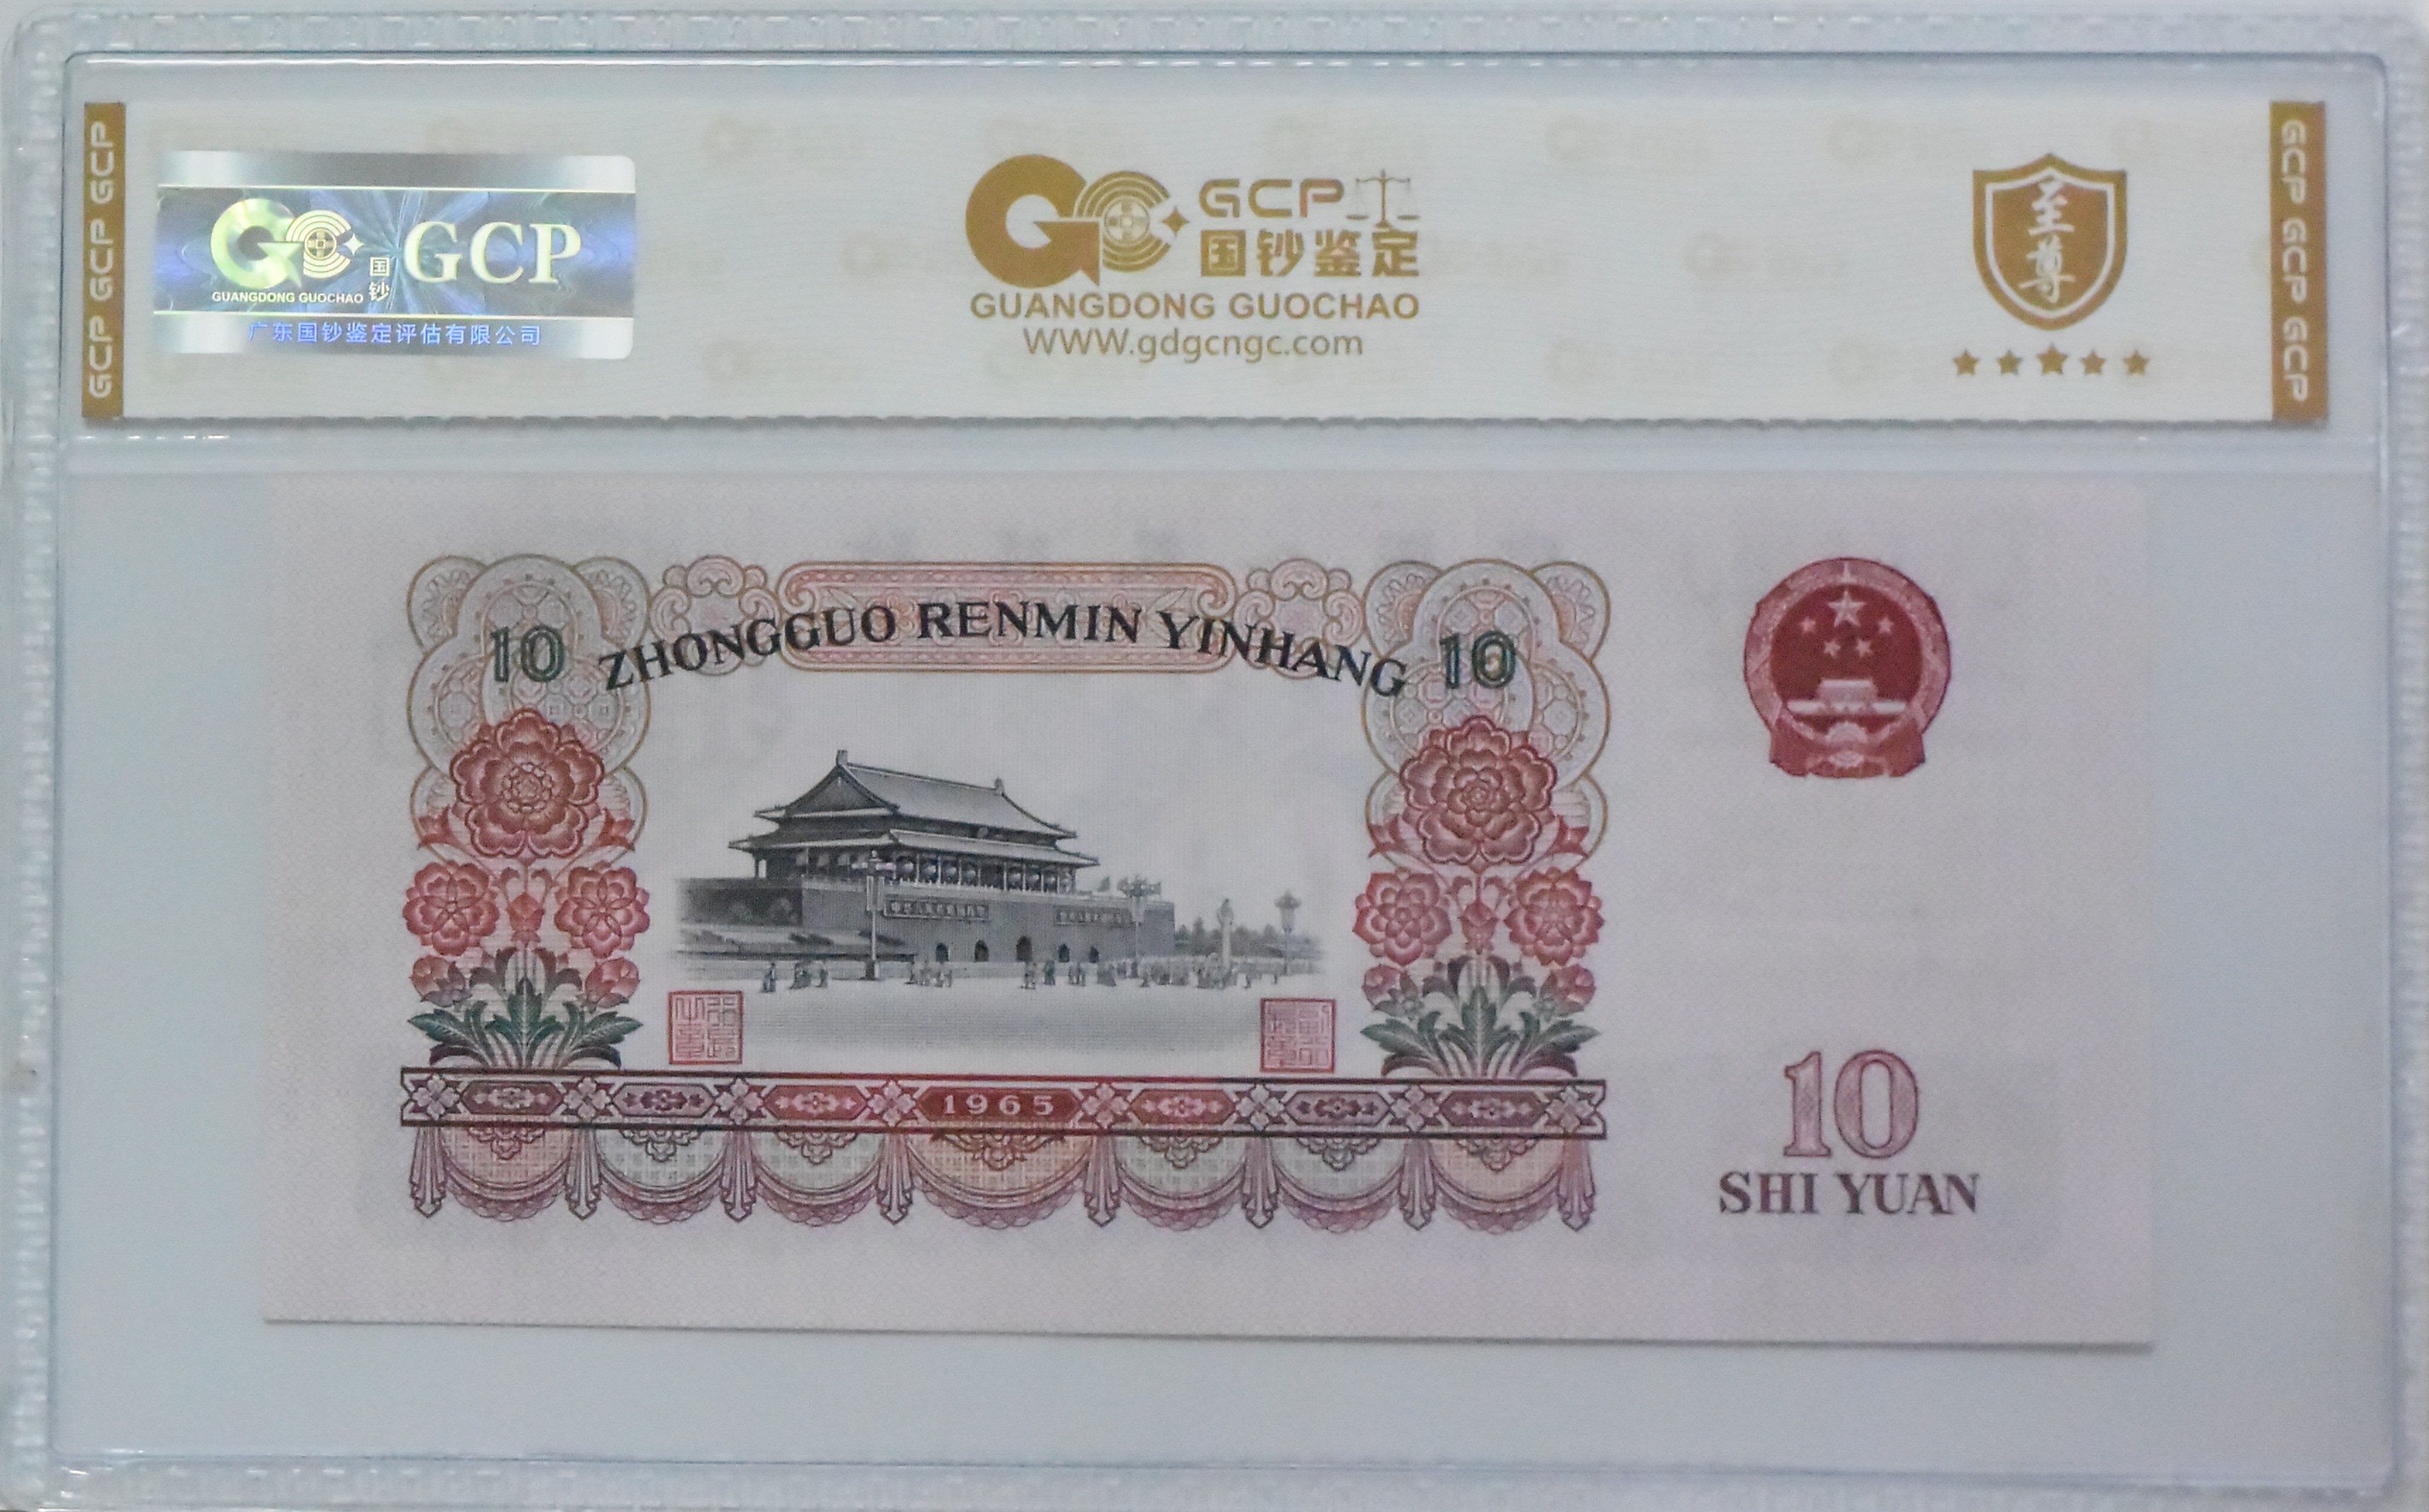 GCP GCP GCP
国钞
GCP
GUANGDONG GUOCHAO
广东国钞鉴定评估有限公司
GCP
国钞鉴定
GUANGDONG GUOCHAO
WWW.gdgcngc.com
至尊
GCP GCP GCP
10 ZHONGGUO RENMIN YINHANG 10
1965
10
SHI YUAN